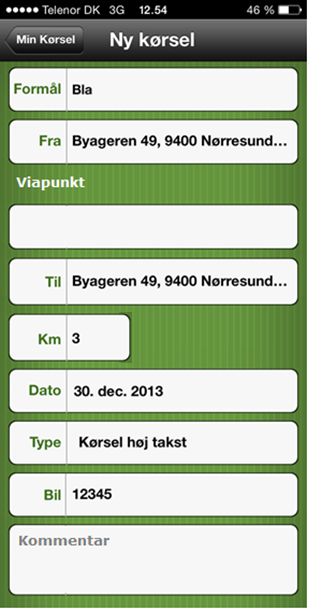 Telenor DK 3G 12.54 46 %
Min Kørsel Ny kørsel
Formål Bla
Fra Byageren 49, 9400 Nørresund...
Viapunkt
Til Byageren 49, 9400 Nørresund...
Km 3
Dato 30. dec. 2013
Type Kørsel høj takst
Bil 12345
Kommentar